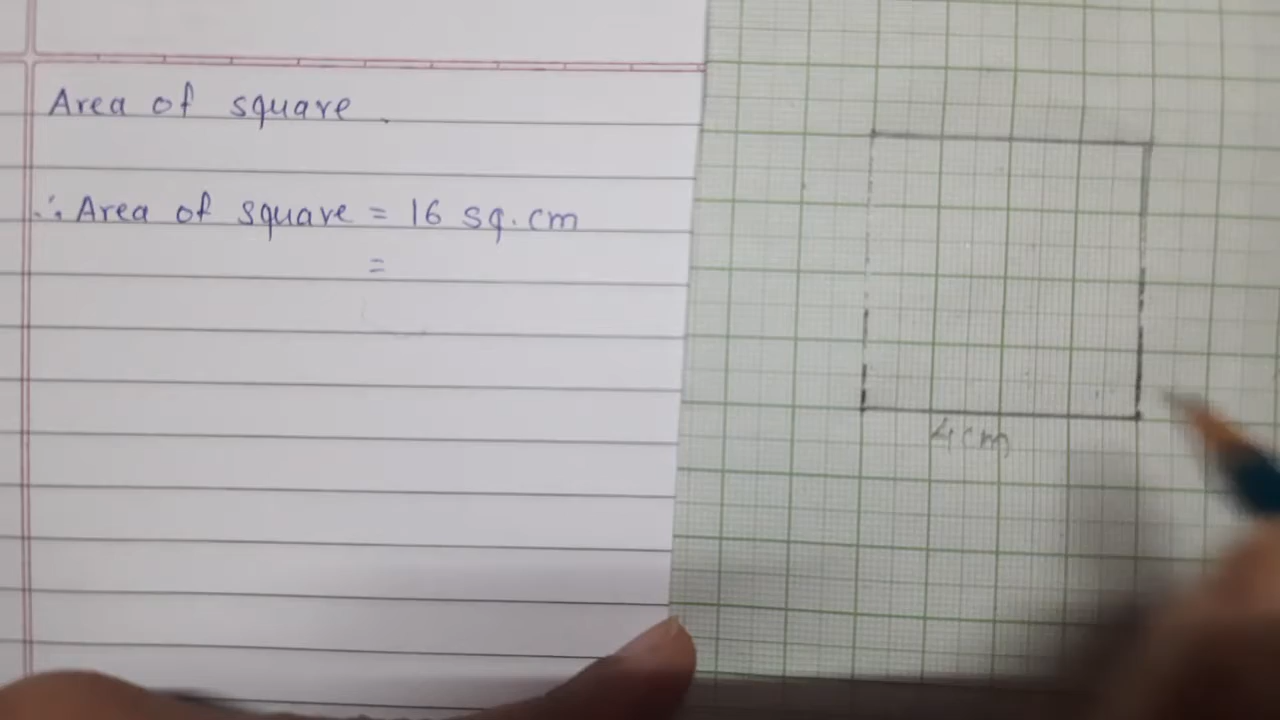 Area of square.
∴ Area of square = 16 sq. cm
=
4 cm